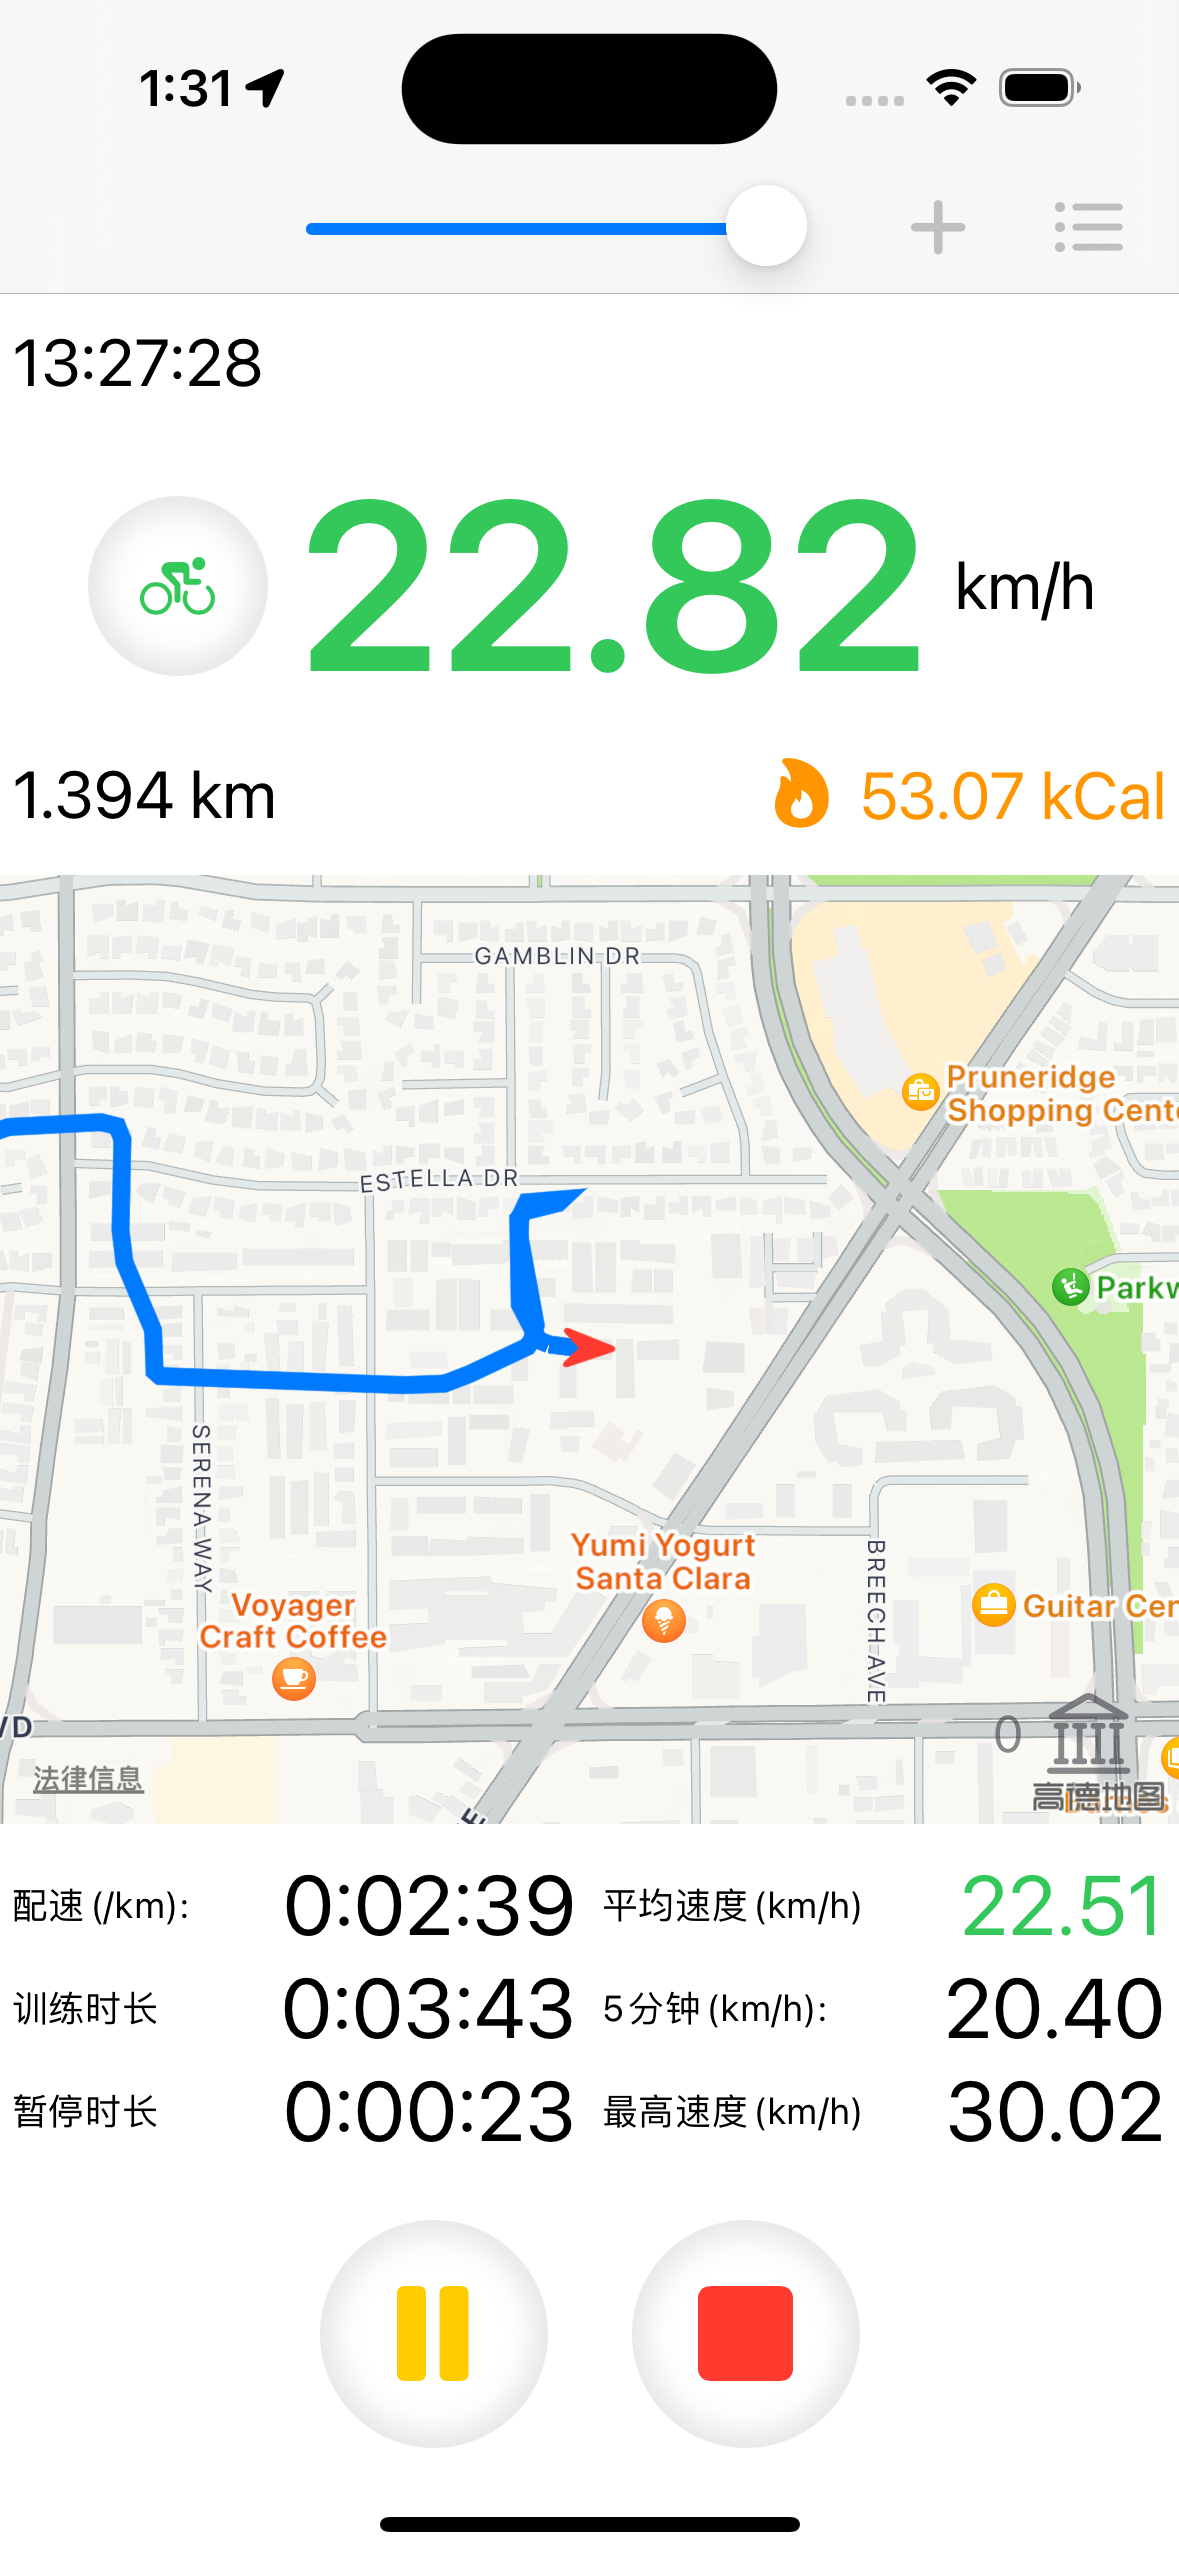 1:31
13:27:28
22.82 km/h
1.394 km
53.07 kCal
GAMBLIN DR
Pruneridge
Shopping Cente
ESTELLA DR
Parkw
SERENA WAY
Yumi Yogurt
Santa Clara
BREECH AVE
Voyager
Craft Coffee
Guitar Cen
VD
0
法律信息
高德地图
E
配速 (/km): 0:02:39 平均速度 (km/h) 22.51
训练时长 0:03:43 5分钟 (km/h): 20.40
暂停时长 0:00:23 最高速度 (km/h) 30.02